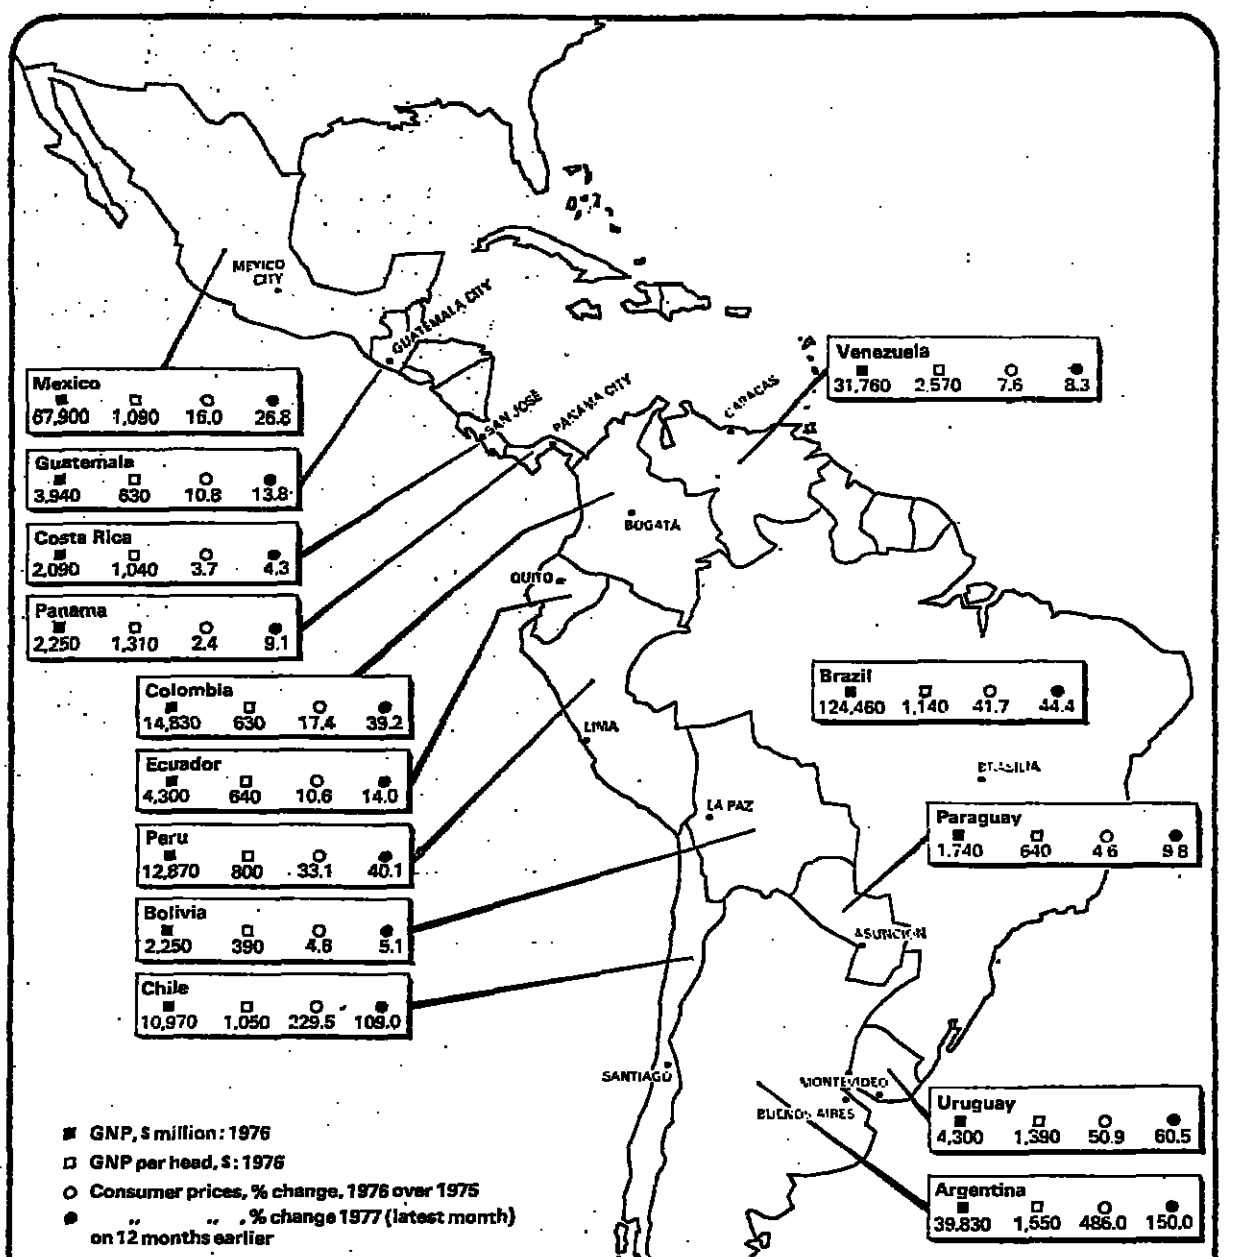 MEXICO
CITY
GUATEMALA CITY
SAN JOSÉ
PANAMA CITY
CARACAS
Venezuela
31,760 2,570 7.6 8.3
Mexico
67,900 1,090 16.0 26.8
Guatemala
3,940 630 10.8 13.8
Costa Rica
2,090 1,040 3.7 4.3
Panama
2,250 1,310 2.4 9.1
BOGATA
QUITO
Colombia
14,830 630 17.4 39.2
Brazil
124,460 1,140 41.7 44.4
LIMA
Ecuador
4,300 640 10.6 14.0
BRASILIA
LA PAZ
Paraguay
1,740 640 4 6 9 8
Peru
12,870 800 33.1 40.1
Bolivia
2,250 390 4.8 5.1
ASUNCION
Chile
10,970 1,050 229.5 109.0
SANTIAGO
MONTEVIDEO
BUENOS AIRES
Uruguay
4,300 1,390 50.9 60.5
Argentina
39,830 1,550 486.0 150.0
GNP, $ million: 1976
GNP per head, $: 1976
Consumer prices, % change, 1976 over 1975
„ „ , % change 1977 (latest month)
on 12 months earlier